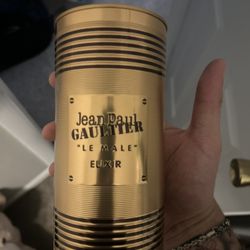 Jean Paul
GAULTIER
"LE MALE"
ELIXIR